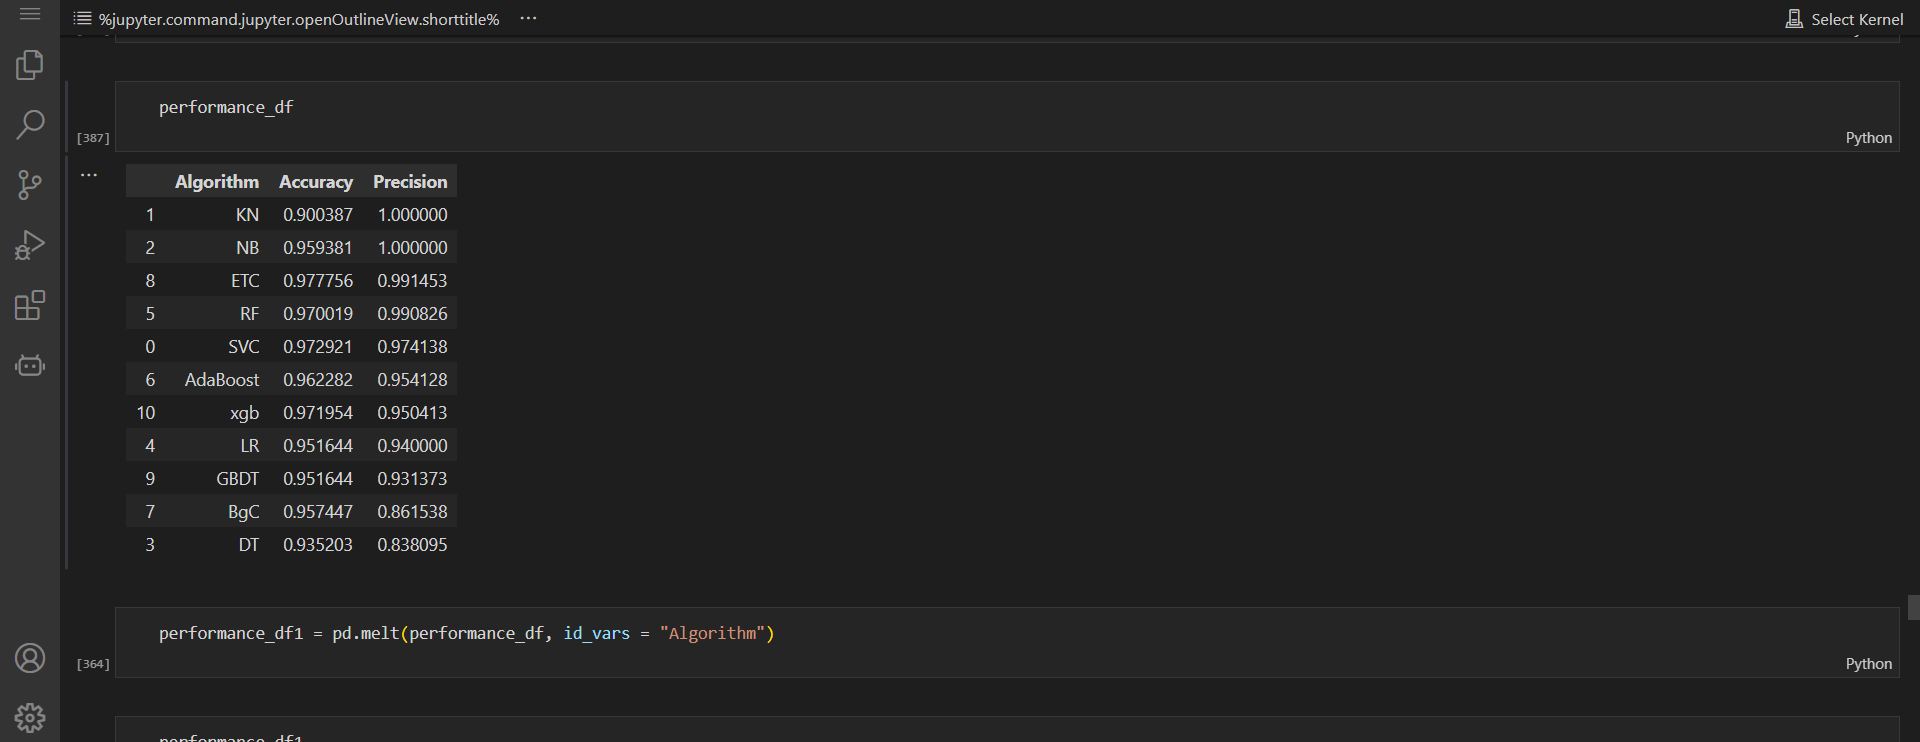 %jupyter.command.jupyter.openOutlineView.shorttitle% ...
Select Kernel
performance_df
[387]
Python
...
Algorithm Accuracy Precision
1 KN 0.900387 1.000000
2 NB 0.959381 1.000000
8 ETC 0.977756 0.991453
5 RF 0.970019 0.990826
0 SVC 0.972921 0.974138
6 AdaBoost 0.962282 0.954128
10 xgb 0.971954 0.950413
4 LR 0.951644 0.940000
9 GBDT 0.951644 0.931373
7 BgC 0.957447 0.861538
3 DT 0.935203 0.838095
performance_df1 = pd.melt(performance_df, id_vars = "Algorithm")
[364]
Python
performance_df1